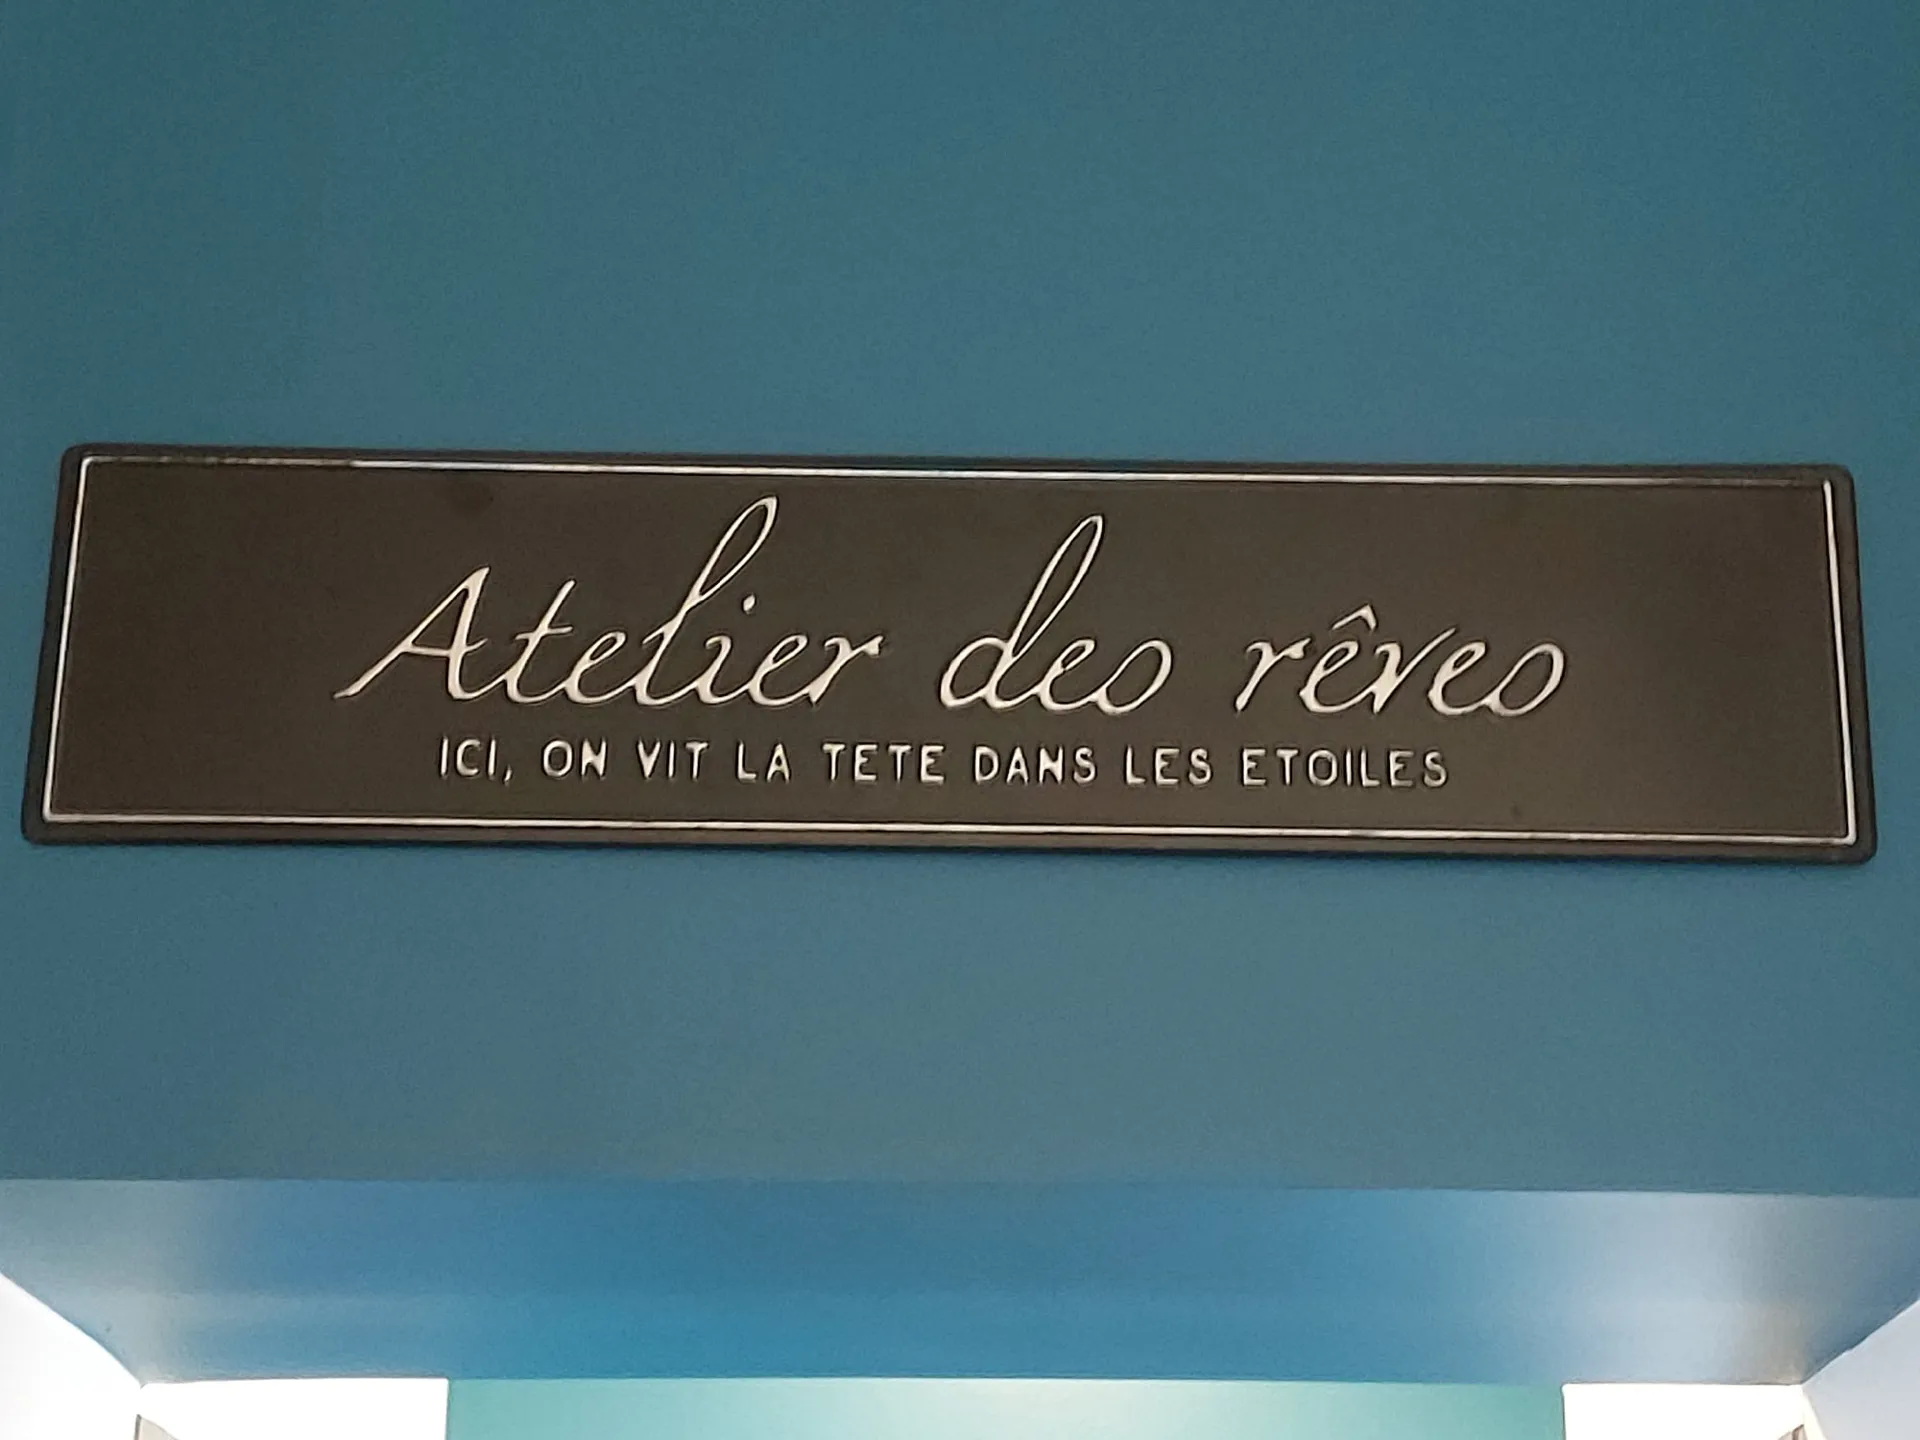 Atelier des rêves
ICI, ON VIT LA TETE DANS LES ETOILES